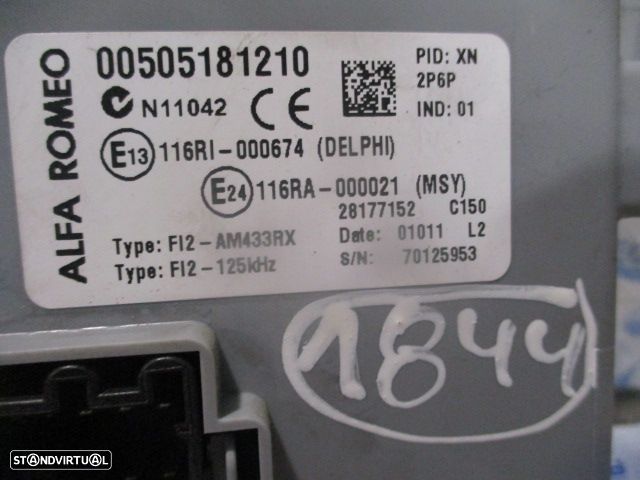 ALFA ROMEO
00505181210
PID: XN
2P6P
N11042 CE
IND: 01
E13 116RI-000674 (DELPHI)
E24 116RA-000021 (MSY)
28177152 C150
Type: FI2-AM433RX
Date: 01011 L2
Type: FI2-125kHz
S/N: 70125953
1844
STANDVIRTUAL